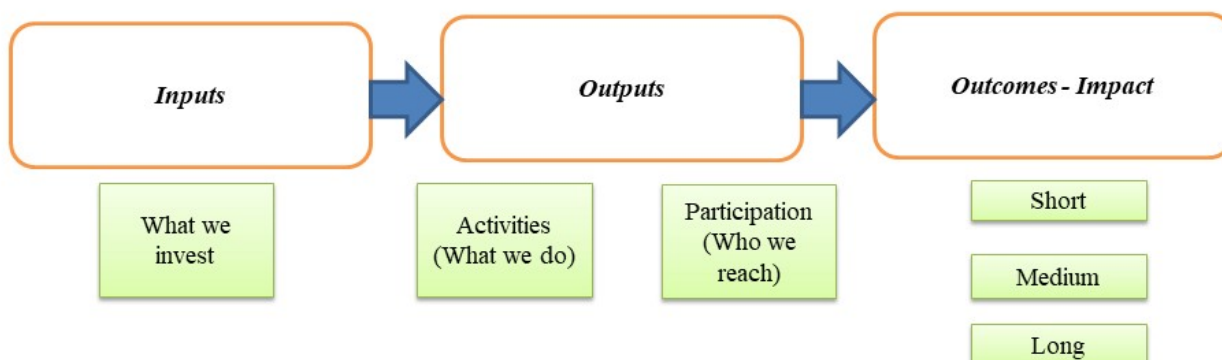 Inputs
Outputs
Outcomes - Impact
What we
invest
Activities
(What we do)
Participation
(Who we
reach)
Short
Medium
Long